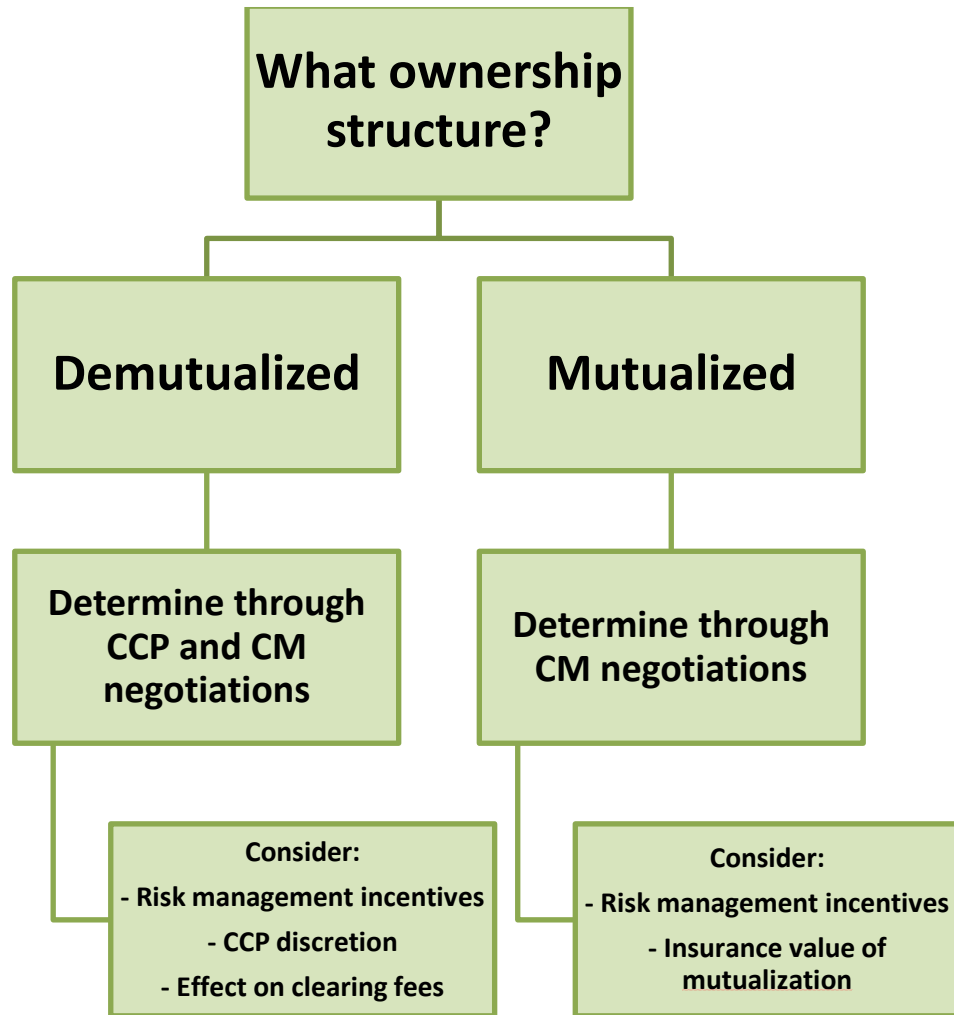 What ownership
structure?
Demutualized
Mutualized
Determine through
CCP and CM
negotiations
Determine through
CM negotiations
Consider:
- Risk management incentives
- CCP discretion
- Effect on clearing fees
Consider:
- Risk management incentives
- Insurance value of
mutualization